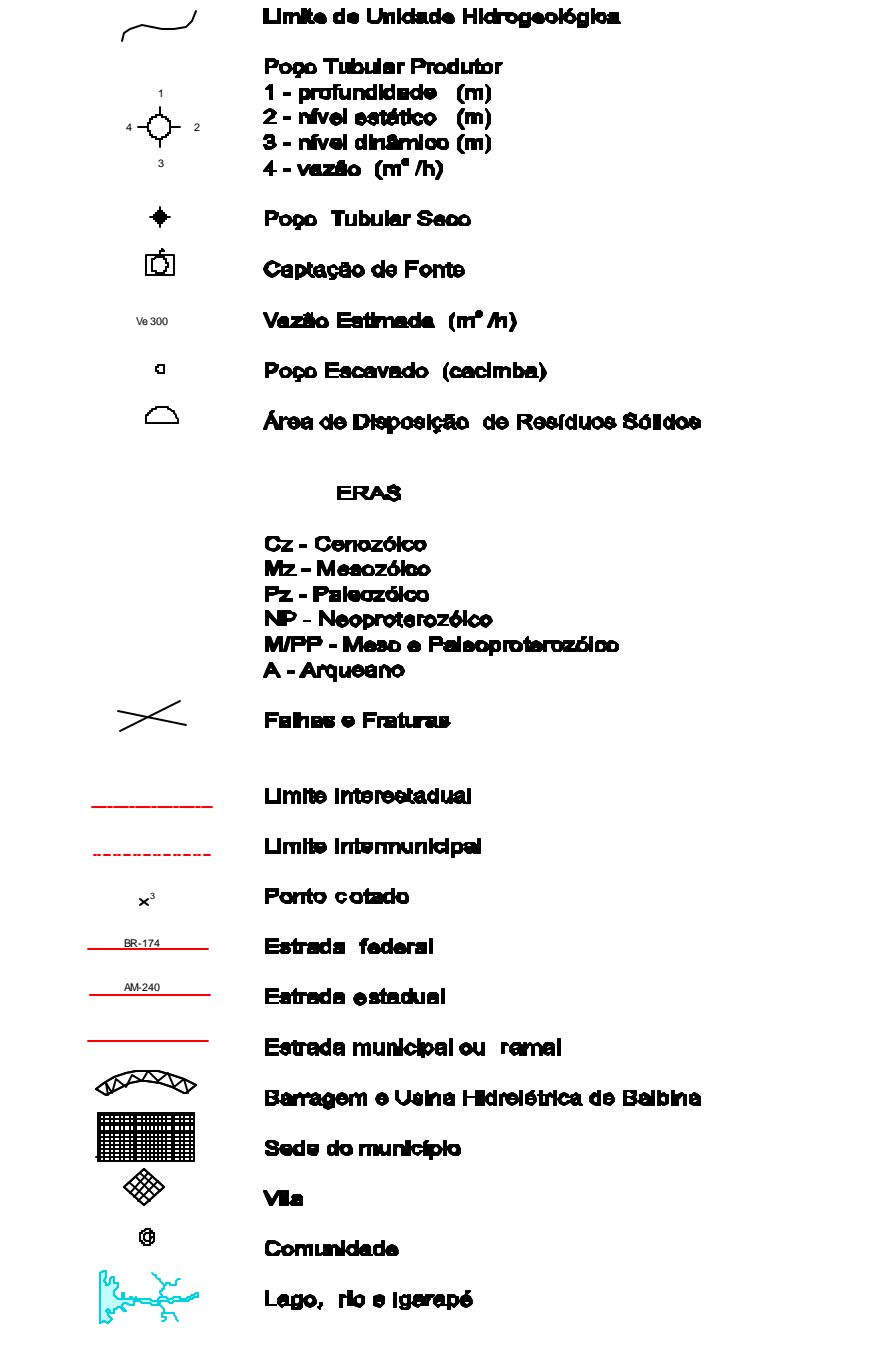 Limite de Unidade Hidrogeológica
Poço Tubular Produtor
1
1 - profundidade (m)
4 2
2 - nível estático (m)
3 - nível dinâmico (m)
3
4 - vazão (m³/h)
Poço Tubular Seco
Captação de Fonte
Ve 300
Vazão Estimada (m³/h)
Poço Escavado (cacimba)
Área de Disposição de Resíduos Sólidos
ERAS
Cz - Cenozóico
Mz - Mesozóico
Pz - Paleozóico
NP - Neoproterozóico
M/PP - Meso e Paleoproterozóico
A - Arqueano
Falhas e Fraturas
Limite Interestadual
Limite Intermunicipal
3
Ponto cotado
BR-174
Estrada federal
AM-240
Estrada estadual
Estrada municipal ou ramal
Barragem e Usina Hidrelétrica de Balbina
Sede do município
Vila
Comunidade
Lago, rio e Igarapé